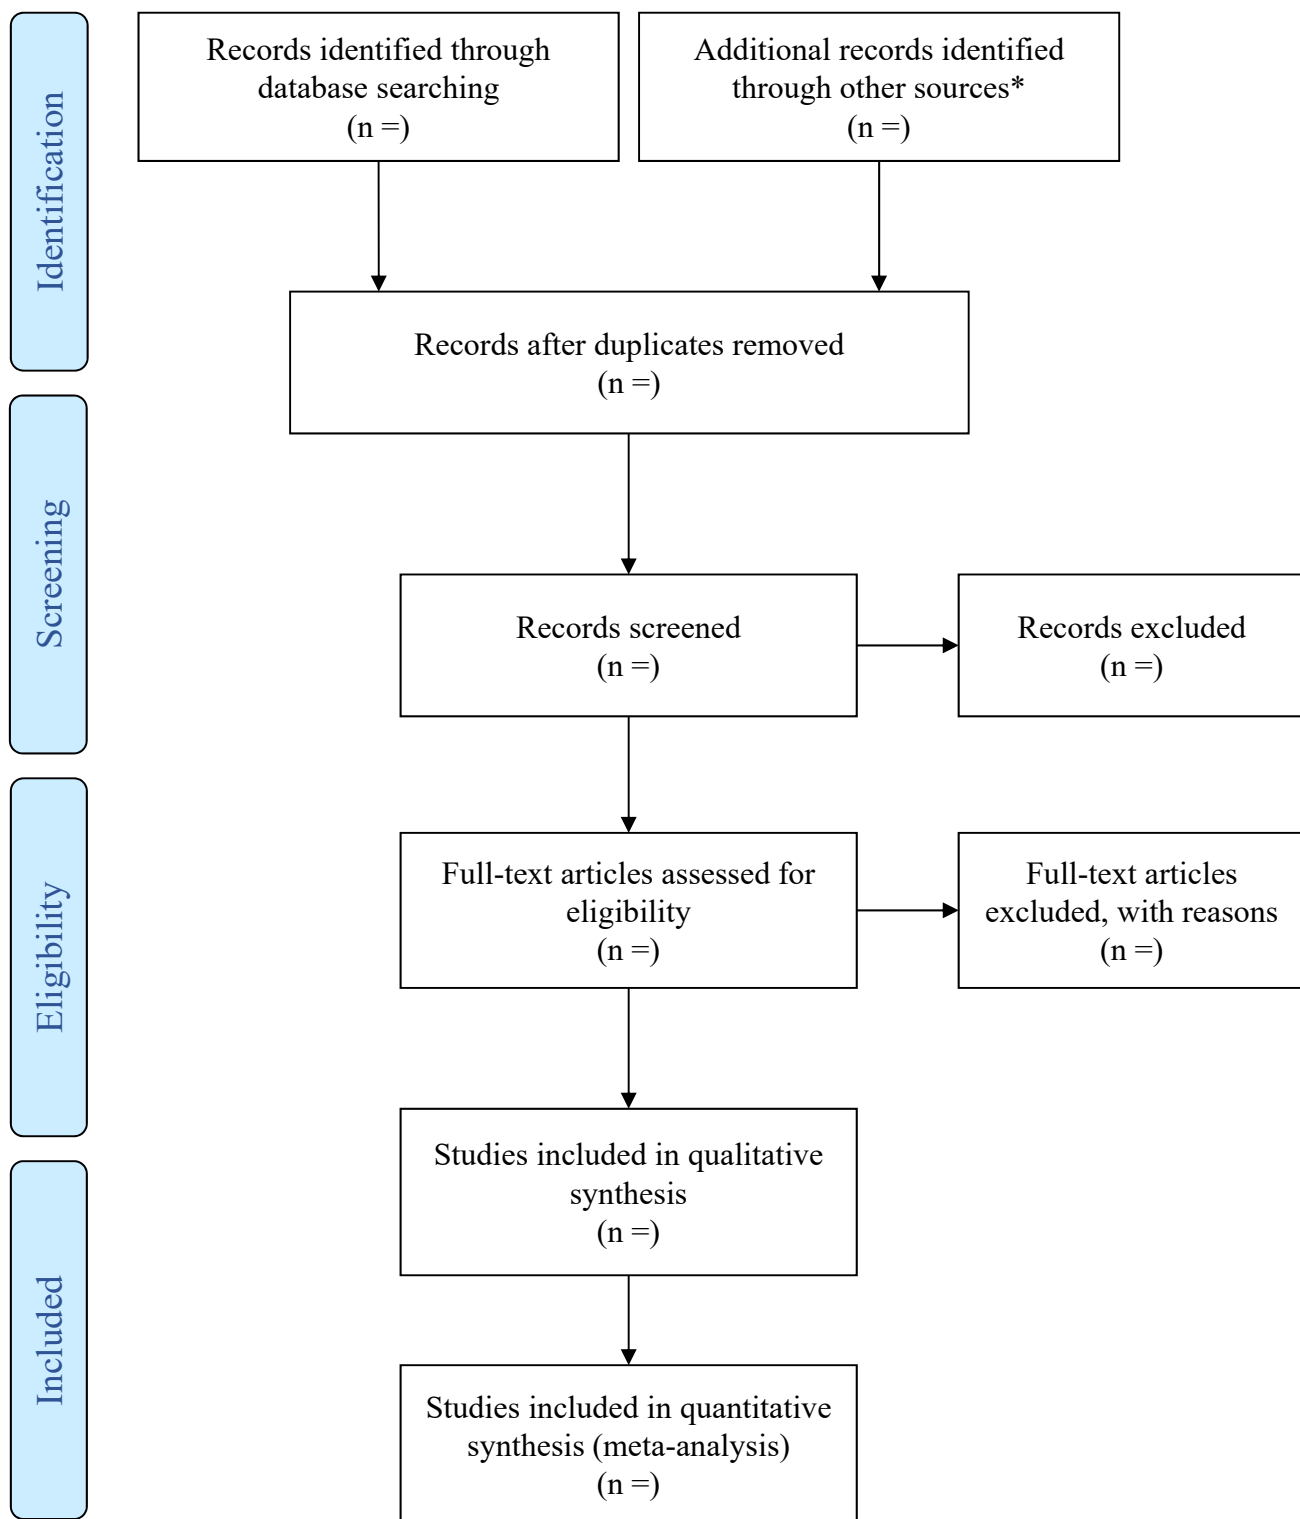 Identification
Records identified through
database searching
(n =)
Additional records identified
through other sources*
(n =)
Records after duplicates removed
(n =)
Screening
Records screened
(n =)
Records excluded
(n =)
Eligibility
Full-text articles assessed for
eligibility
(n =)
Full-text articles
excluded, with reasons
(n =)
Included
Studies included in qualitative
synthesis
(n =)
Studies included in quantitative
synthesis (meta-analysis)
(n =)